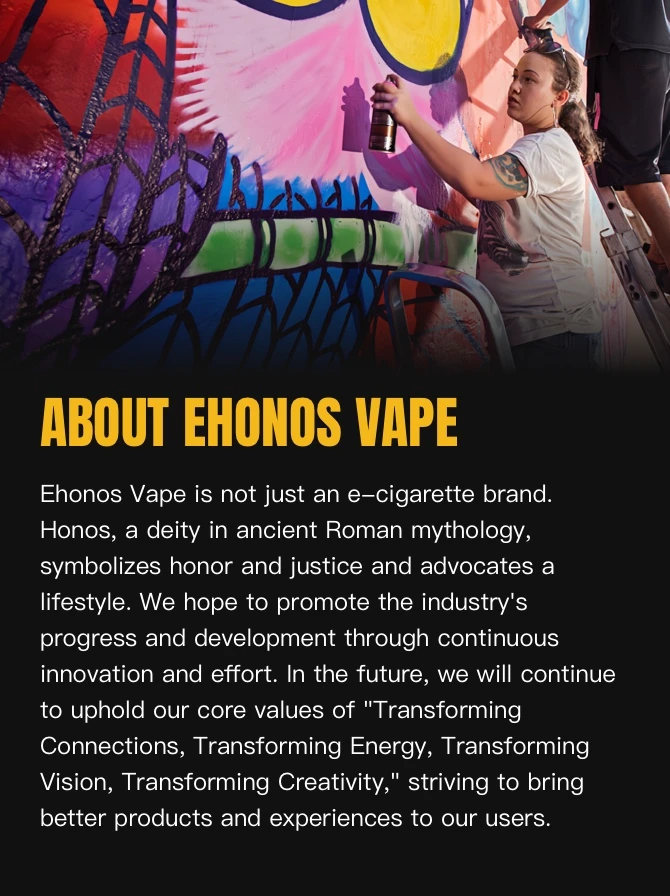 ABOUT EHONOS VAPE
Ehonos Vape is not just an e–cigarette brand.
Honos, a deity in ancient Roman mythology,
symbolizes honor and justice and advocates a
lifestyle. We hope to promote the industry's
progress and development through continuous
innovation and effort. In the future, we will continue
to uphold our core values of "Transforming
Connections, Transforming Energy, Transforming
Vision, Transforming Creativity," striving to bring
better products and experiences to our users.